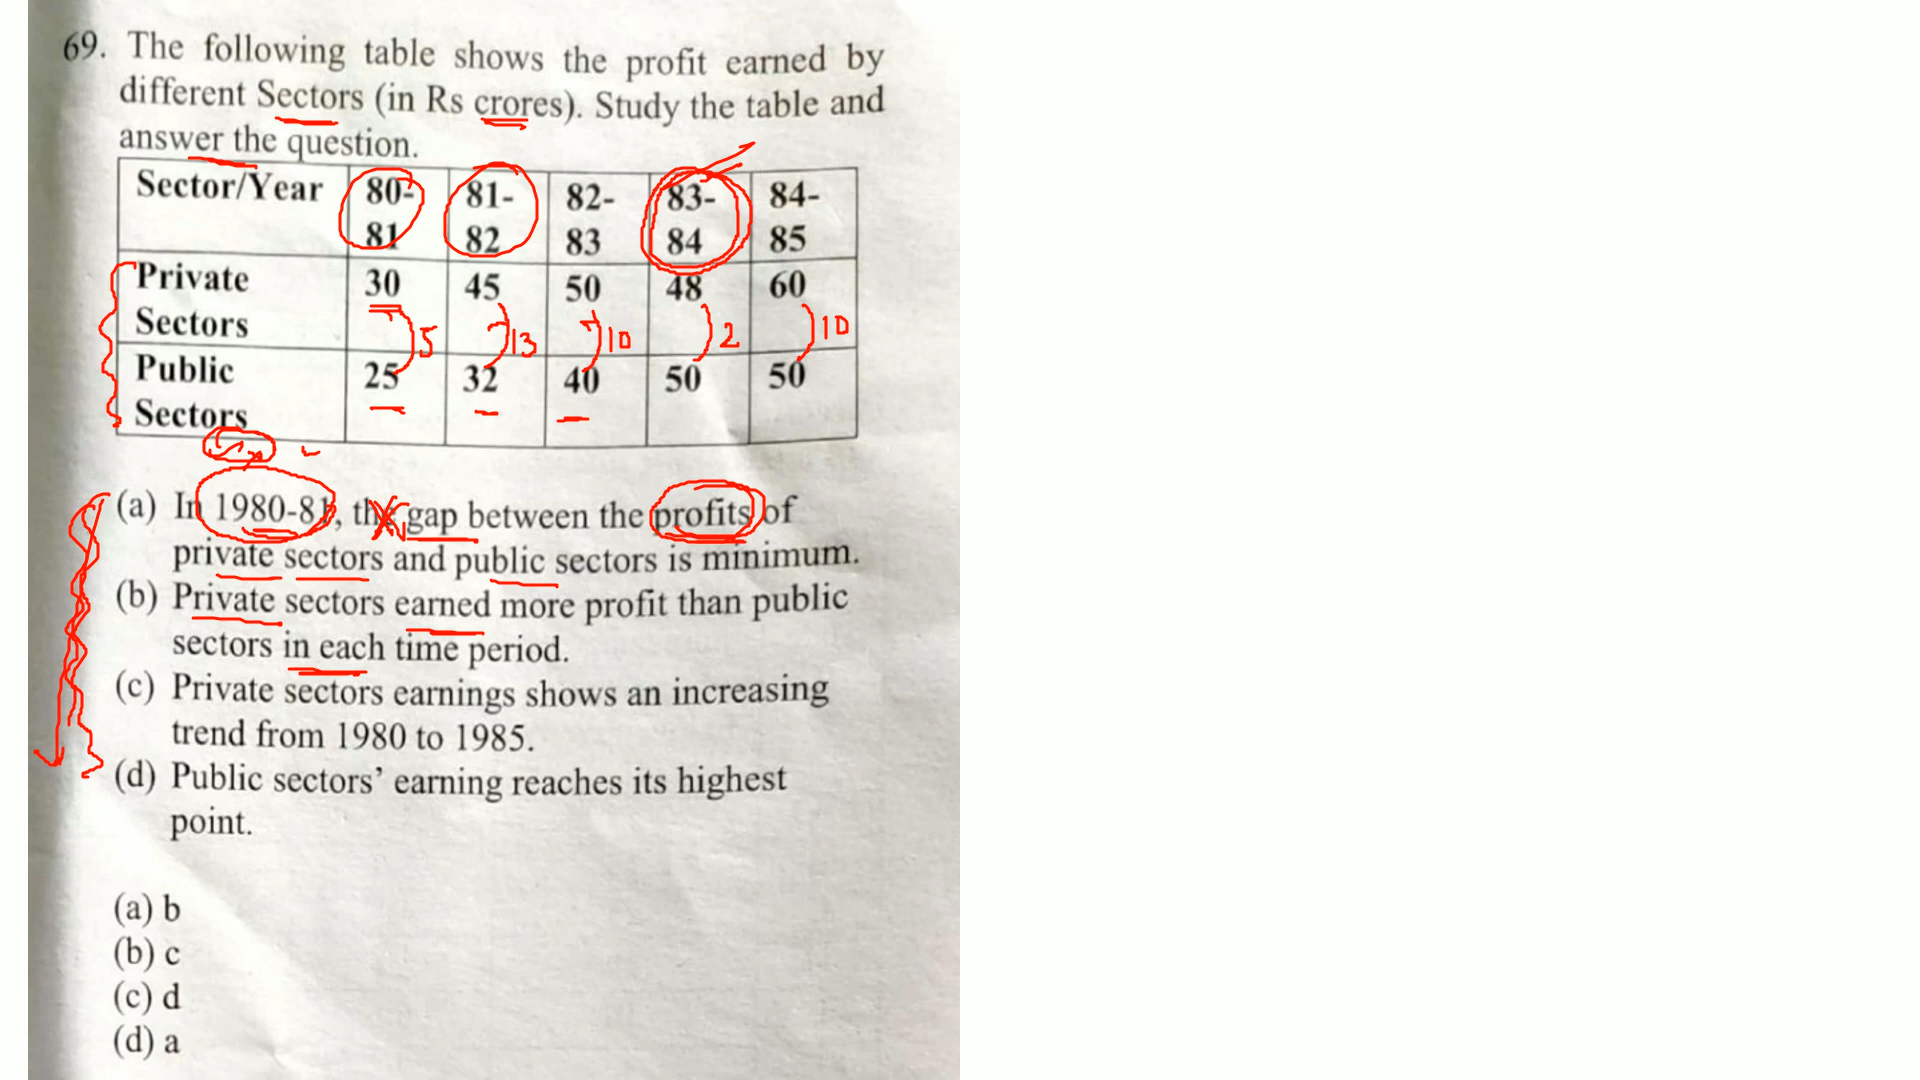 69. The following table shows the profit earned by
different Sectors (in Rs crores). Study the table and
answer the question.
Sector/Year 80-81 81-82 82-83 83-84 84-85
Private Sectors 30 45 50 48 60
5 13 10 2 10
Public Sectors 25 32 40 50 50
(a) In 1980-81, the gap between the profits of
private sectors and public sectors is minimum.
(b) Private sectors earned more profit than public
sectors in each time period.
(c) Private sectors earnings shows an increasing
trend from 1980 to 1985.
(d) Public sectors’ earning reaches its highest
point.
(a) b
(b) c
(c) d
(d) a